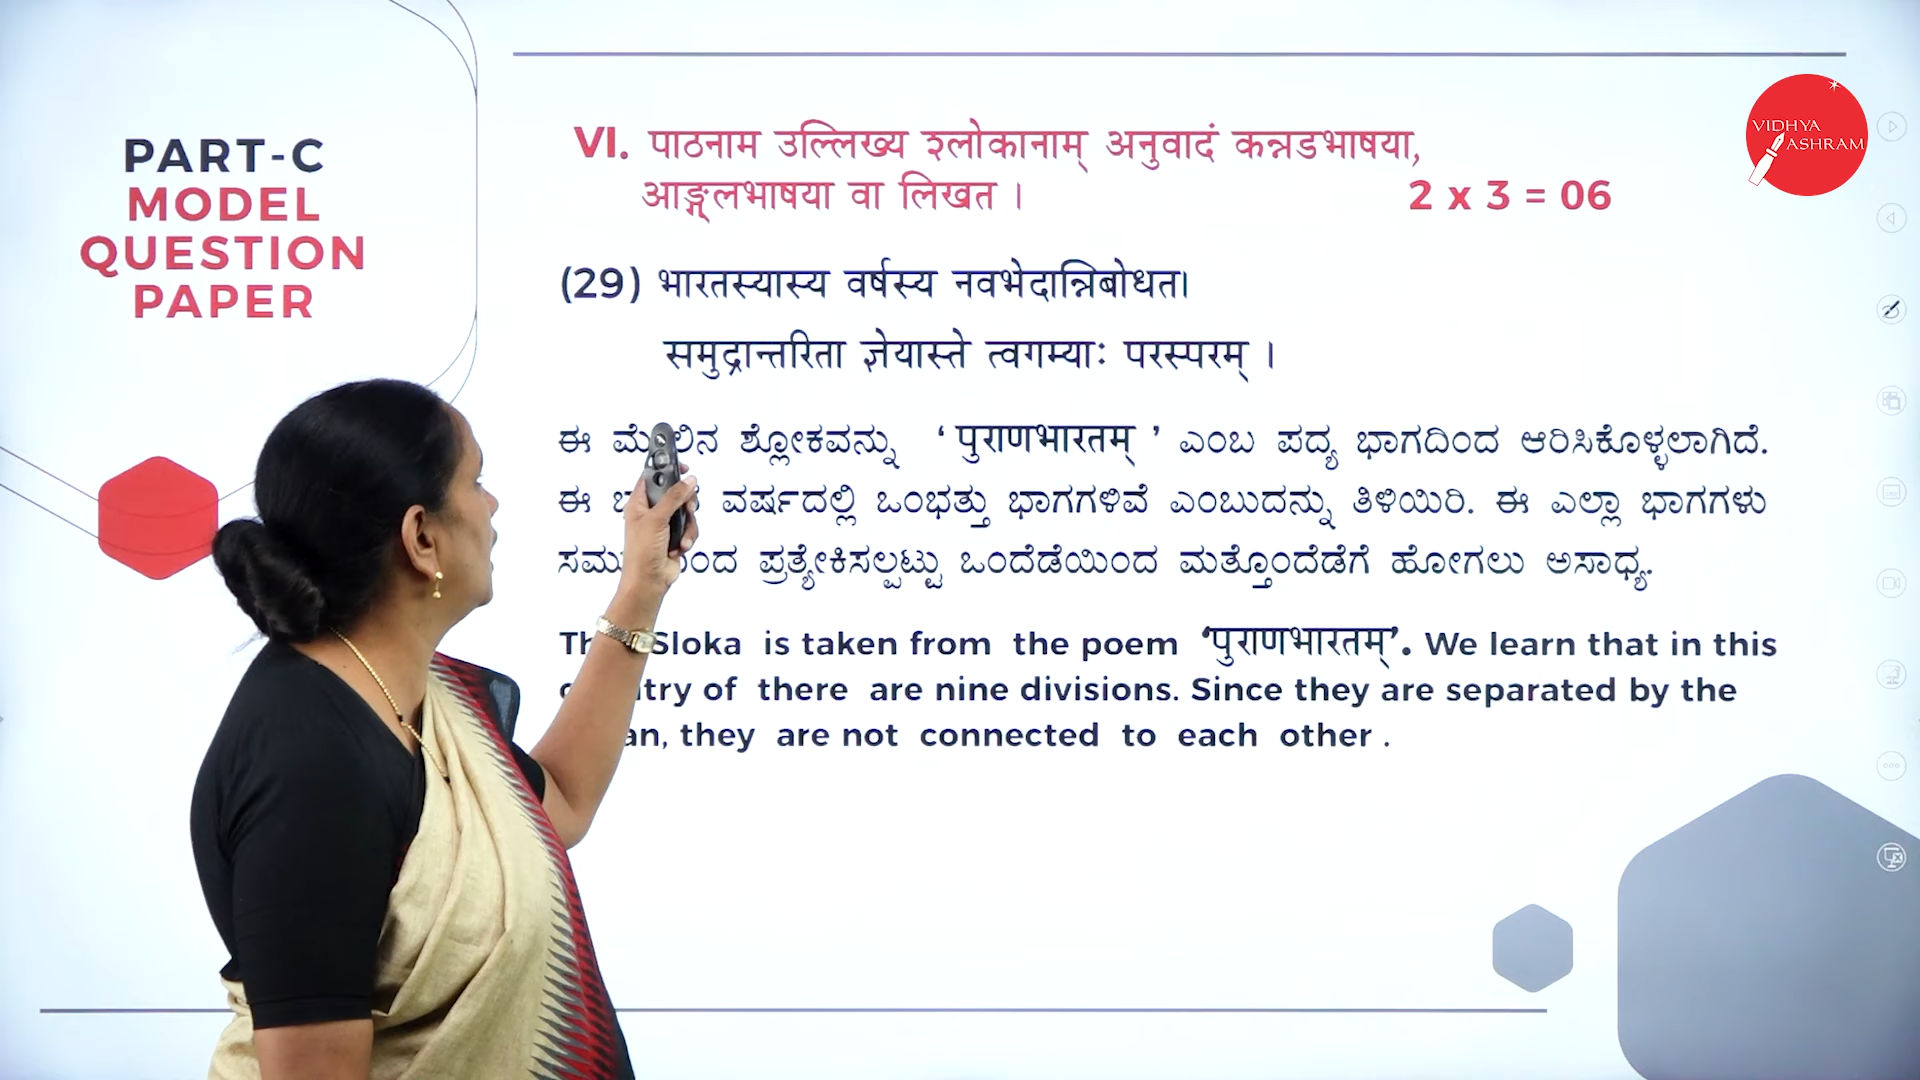 PART-C
MODEL
QUESTION
PAPER
VI. पाठनाम उल्लिख्य श्लोकानाम् अनुवादं कन्नडभाषया,
आङ्ग्लभाषया वा लिखत ।
2 x 3 = 06
VIDHYA
ASHRAM
(29) भारतस्यास्य वर्षस्य नवभेदान्निबोधत।
समुद्रान्तरिता ज्ञेयास्ते त्वगम्याः परस्परम् ।
ಈ ಶ್ಲೋಕವನ್ನು ‘पुराणभारतम्’ ಎಂಬ ಪದ್ಯ ಭಾಗದಿಂದ ಆರಿಸಿಕೊಳ್ಳಲಾಗಿದೆ.
ಈ ವರ್ಷದಲ್ಲಿ ಒಂಭತ್ತು ಭಾಗಗಳಿವೆ ಎಂಬುದನ್ನು ತಿಳಿಯಿರಿ. ಈ ಎಲ್ಲಾ ಭಾಗಗಳು
ಪ್ರತ್ಯೇಕಿಸಲ್ಪಟ್ಟು ಒಂದೆಡೆಯಿಂದ ಮತ್ತೊಂದೆಡೆಗೆ ಹೋಗಲು ಅಸಾಧ್ಯ.
Sloka is taken from the poem ‘पुराणभारतम्’. We learn that in this
of there are nine divisions. Since they are separated by the
they are not connected to each other .